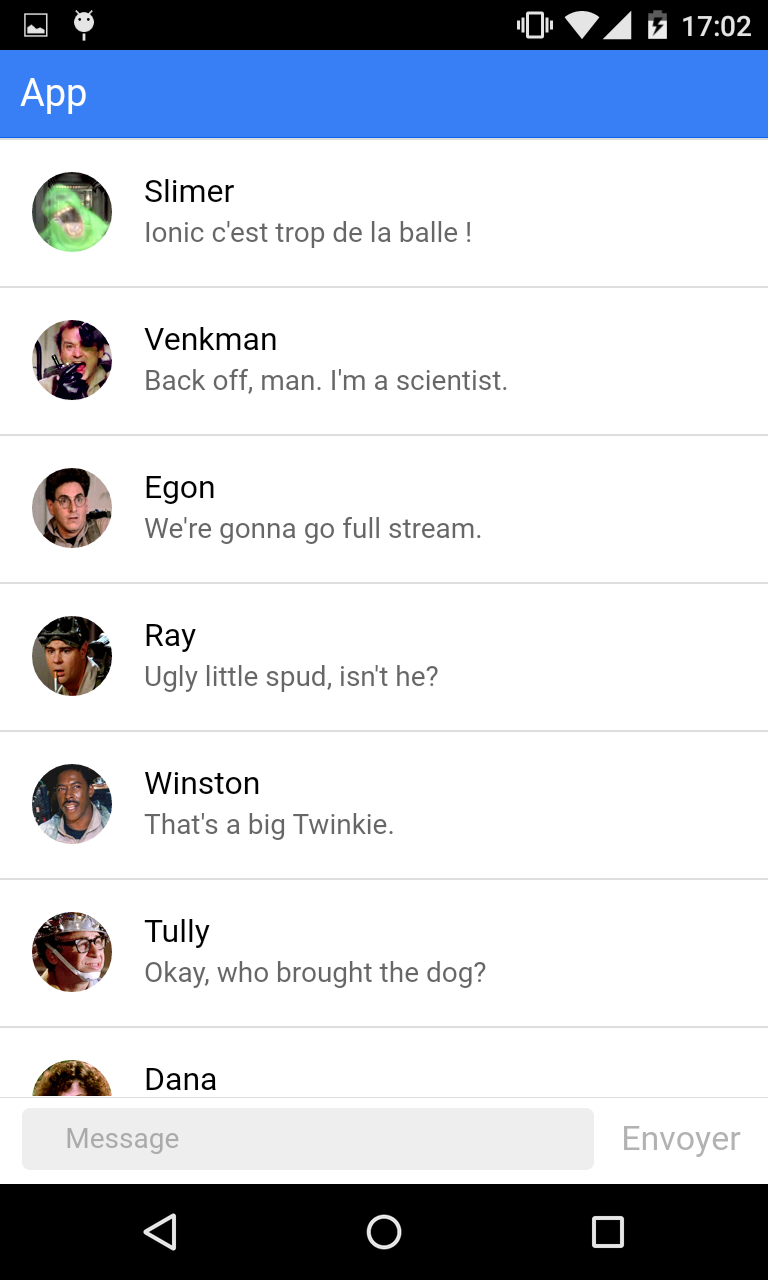 17:02
App
Slimer
Ionic c'est trop de la balle !
Venkman
Back off, man. I'm a scientist.
Egon
We're gonna go full stream.
Ray
Ugly little spud, isn't he?
Winston
That's a big Twinkie.
Tully
Okay, who brought the dog?
Dana
Message
Envoyer